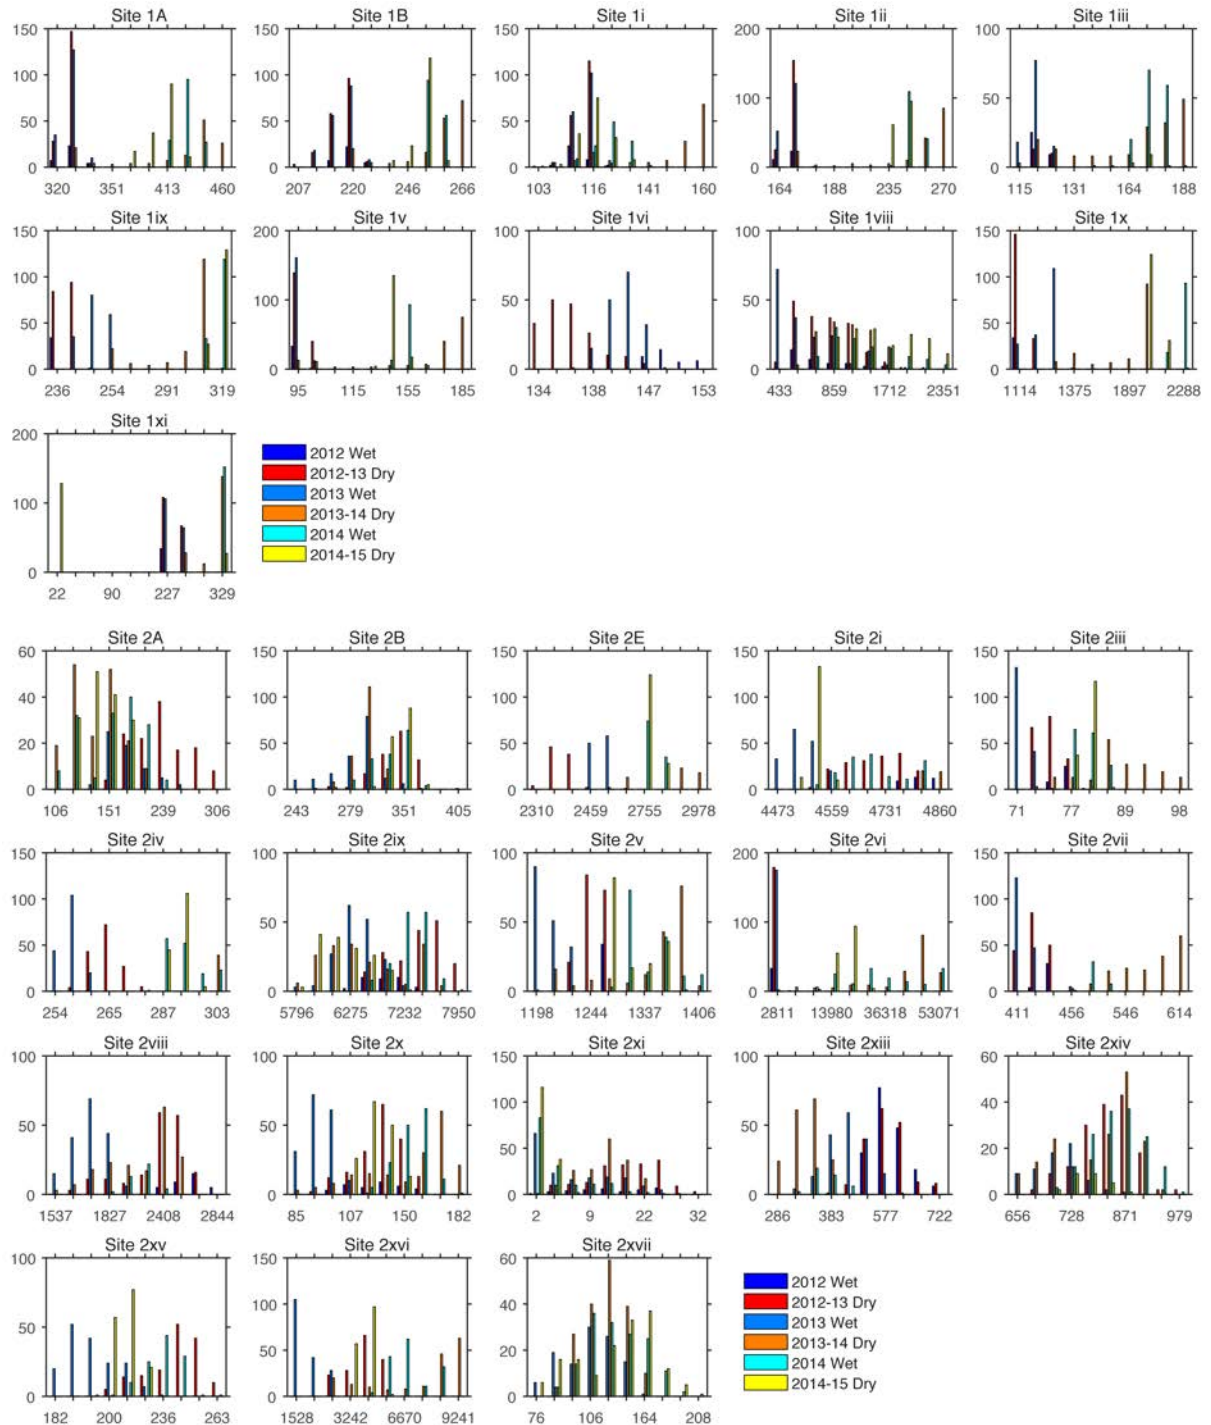 Site 1A Site 1B Site 1i Site 1ii Site 1iii
150 150 150 200 100
100 100 100 100 50
50 50 50
0 0 0 0 0
320 351 413 460 207 220 246 266 103 116 141 160 164 188 235 270 115 131 164 188
Site 1ix Site 1v Site 1vi Site 1viii Site 1x
150 200 100 100 150
100 100 50 50 100
50 50
0 0 0 0 0
236 254 291 319 95 115 155 185 134 138 147 153 433 859 1712 2351 1114 1375 1897 2288
Site 1xi
200
100
0
22 90 227 329
2012 Wet
2012-13 Dry
2013 Wet
2013-14 Dry
2014 Wet
2014-15 Dry
Site 2A Site 2B Site 2E Site 2i Site 2iii
60 150 150 150 150
40 100 100 100 100
20 50 50 50 50
0 0 0 0 0
106 151 239 306 243 279 351 405 2310 2459 2755 2978 4473 4559 4731 4860 71 77 89 98
Site 2iv Site 2ix Site 2v Site 2vi Site 2vii
150 100 100 200 150
100 50 50 100 100
50 50
0 0 0 0 0
254 265 287 303 5796 6275 7232 7950 1198 1244 1337 1406 2811 13980 36318 53071 411 456 546 614
Site 2viii Site 2x Site 2xi Site 2xiii Site 2xiv
100 100 150 100 60
50 50 100 50 40
50 20
0 0 0 0 0
1537 1827 2408 2844 85 107 150 182 2 9 22 32 286 383 577 722 656 728 871 979
Site 2xv Site 2xvi Site 2xvii
100 150 60
50 100 40
50 20
0 0 0
182 200 236 263 1528 3242 6670 9241 76 106 164 208
2012 Wet
2012-13 Dry
2013 Wet
2013-14 Dry
2014 Wet
2014-15 Dry